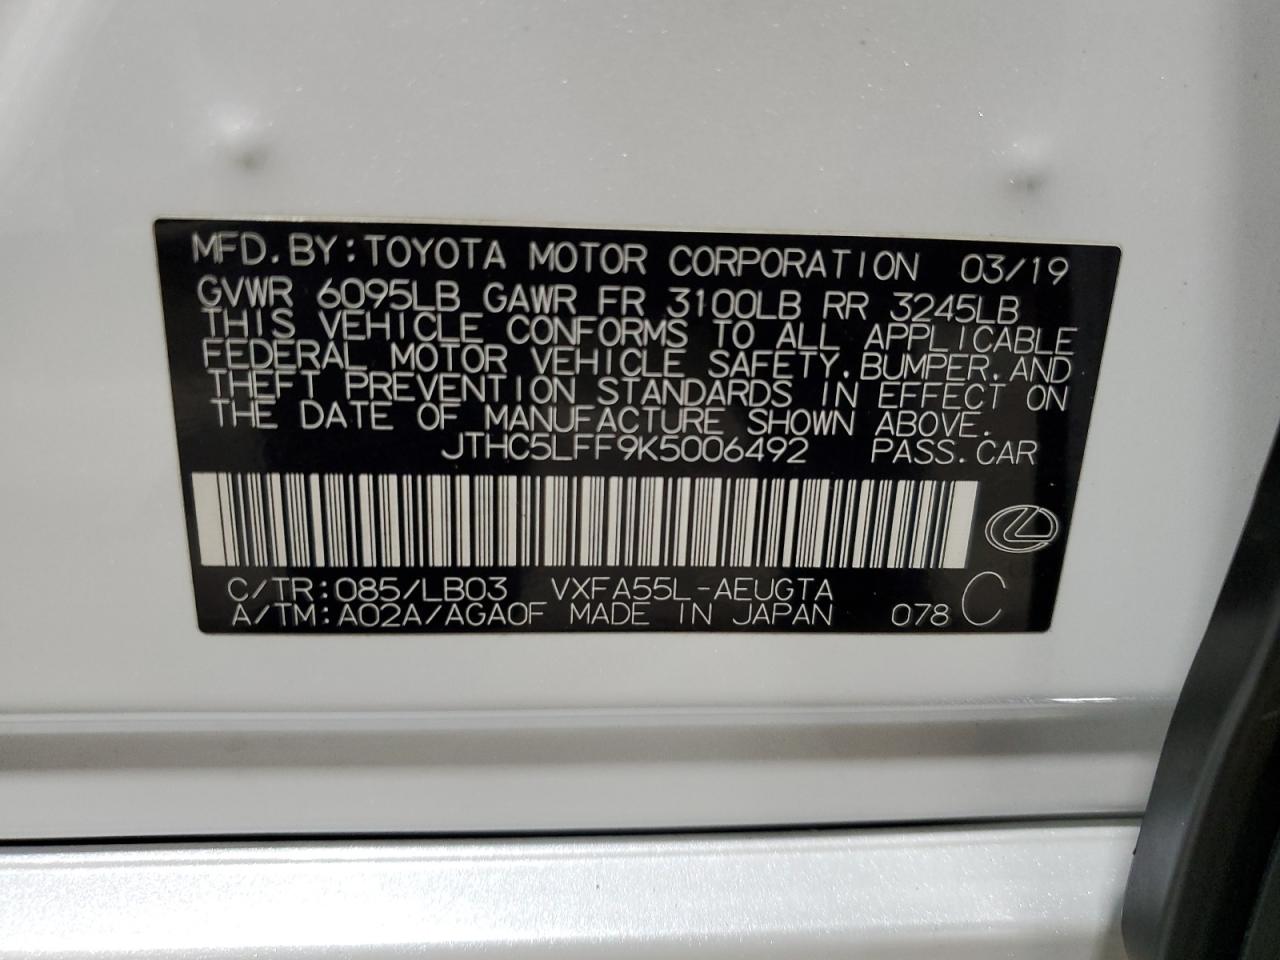 MFD. BY: TOYOTA MOTOR CORPORATION 03/19
GVWR 6095LB GAWR FR 3100LB RR 3245LB
THIS VEHICLE CONFORMS TO ALL APPLICABLE
FEDERAL MOTOR VEHICLE SAFETY, BUMPER, AND
THEFT PREVENTION STANDARDS IN EFFECT ON
THE DATE OF MANUFACTURE SHOWN ABOVE.
JTHC5LFF9K5006492 PASS. CAR
C/TR: 085/LB03 VXFA55L-AEUGTA
A/TM: A02A/AGA0F MADE IN JAPAN 078 C